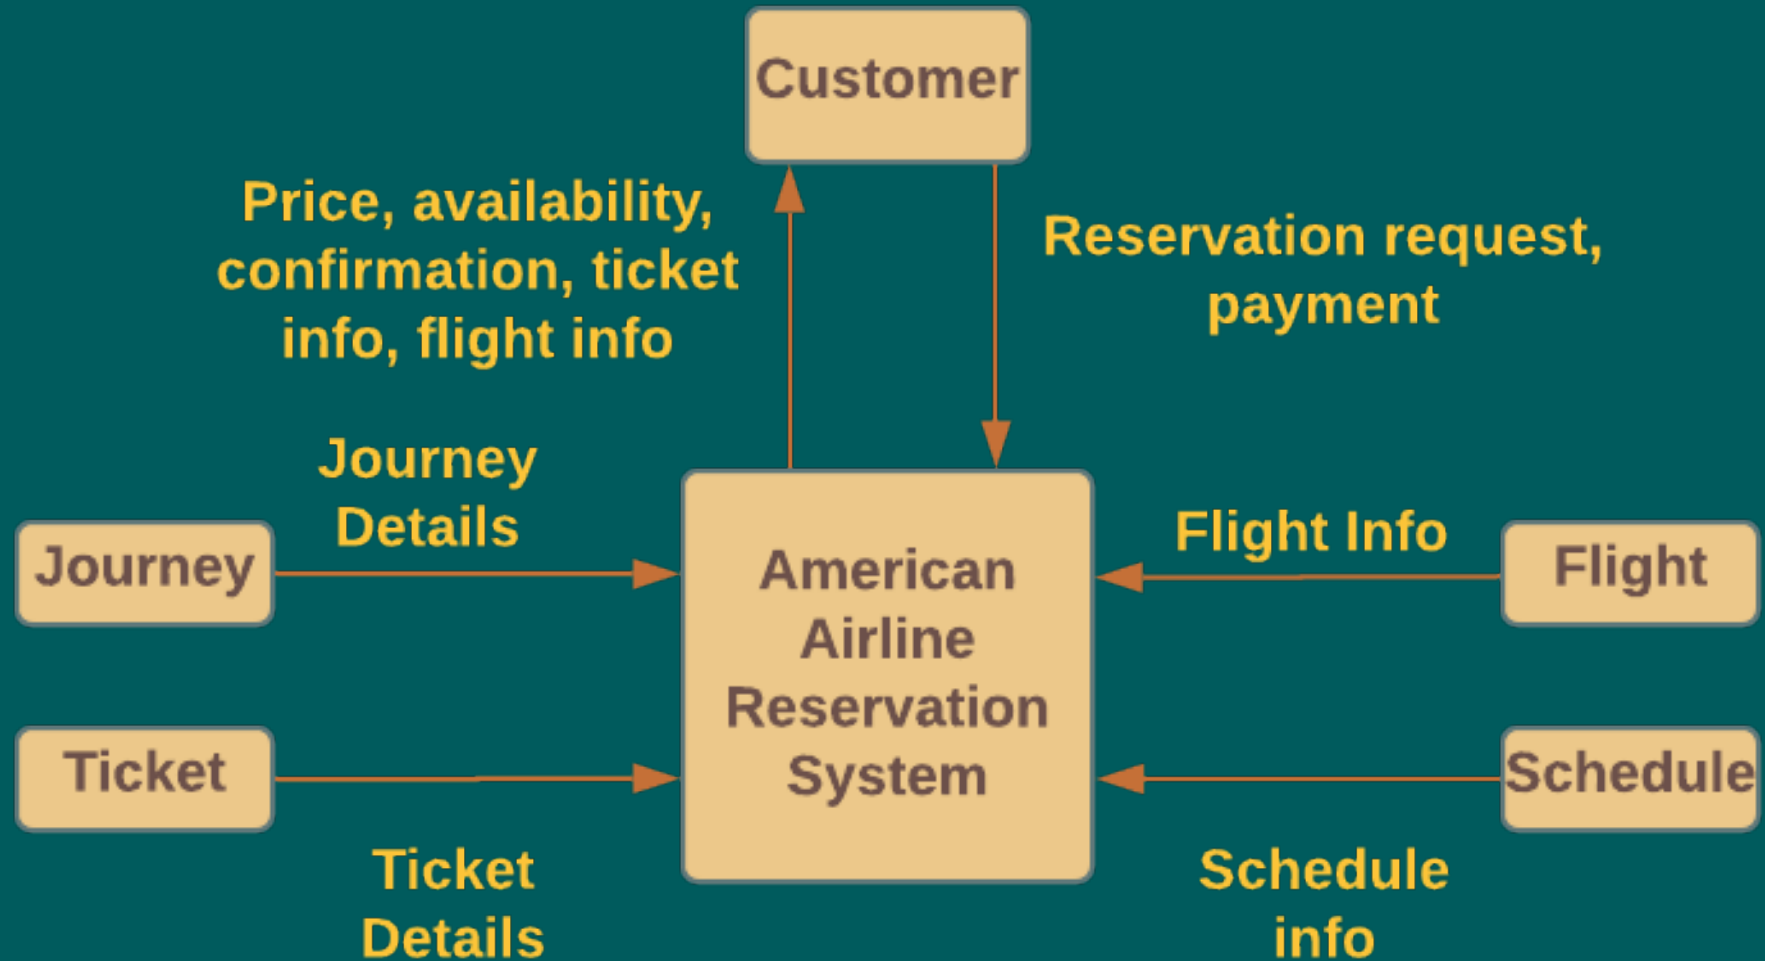 Customer
Price, availability,
confirmation, ticket
info, flight info
Reservation request,
payment
Journey
Details
Journey
Flight Info
Flight
American
Airline
Reservation
System
Ticket
Schedule
Ticket
Details
Schedule
info